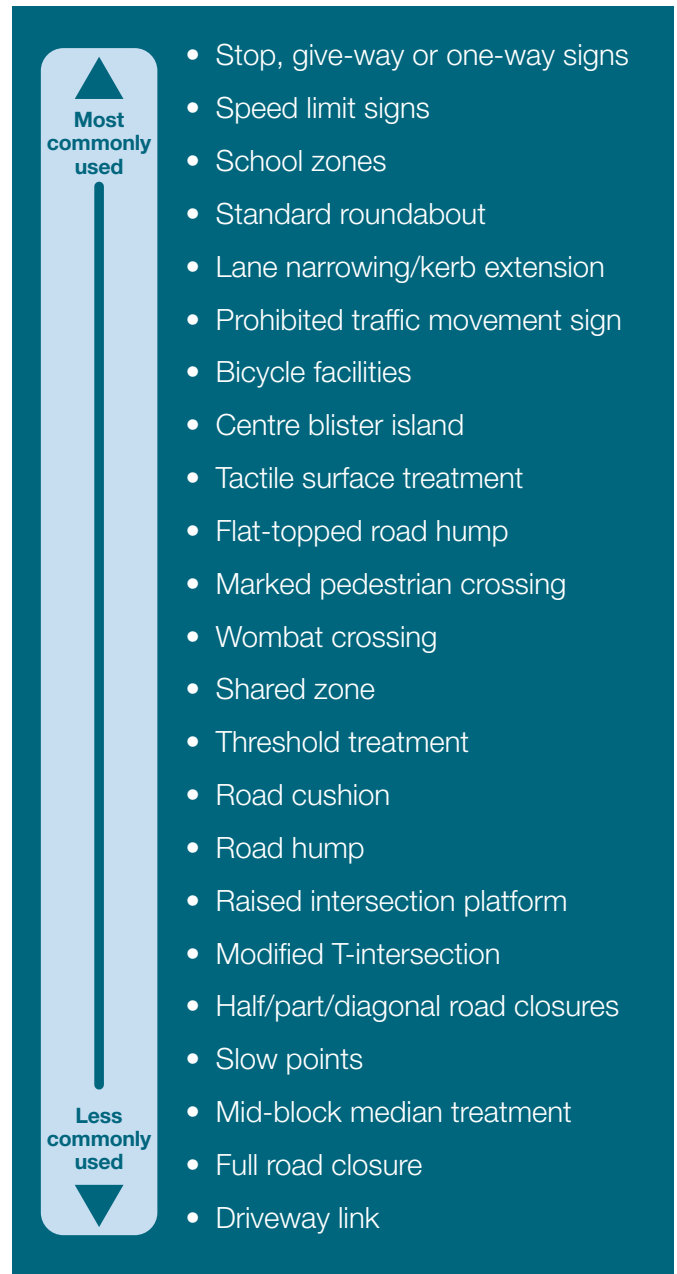 Most
commonly
used
• Stop, give-way or one-way signs
• Speed limit signs
• School zones
• Standard roundabout
• Lane narrowing/kerb extension
• Prohibited traffic movement sign
• Bicycle facilities
• Centre blister island
• Tactile surface treatment
• Flat-topped road hump
• Marked pedestrian crossing
• Wombat crossing
• Shared zone
• Threshold treatment
• Road cushion
• Road hump
• Raised intersection platform
• Modified T-intersection
• Half/part/diagonal road closures
• Slow points
• Mid-block median treatment
• Full road closure
• Driveway link
Less
commonly
used